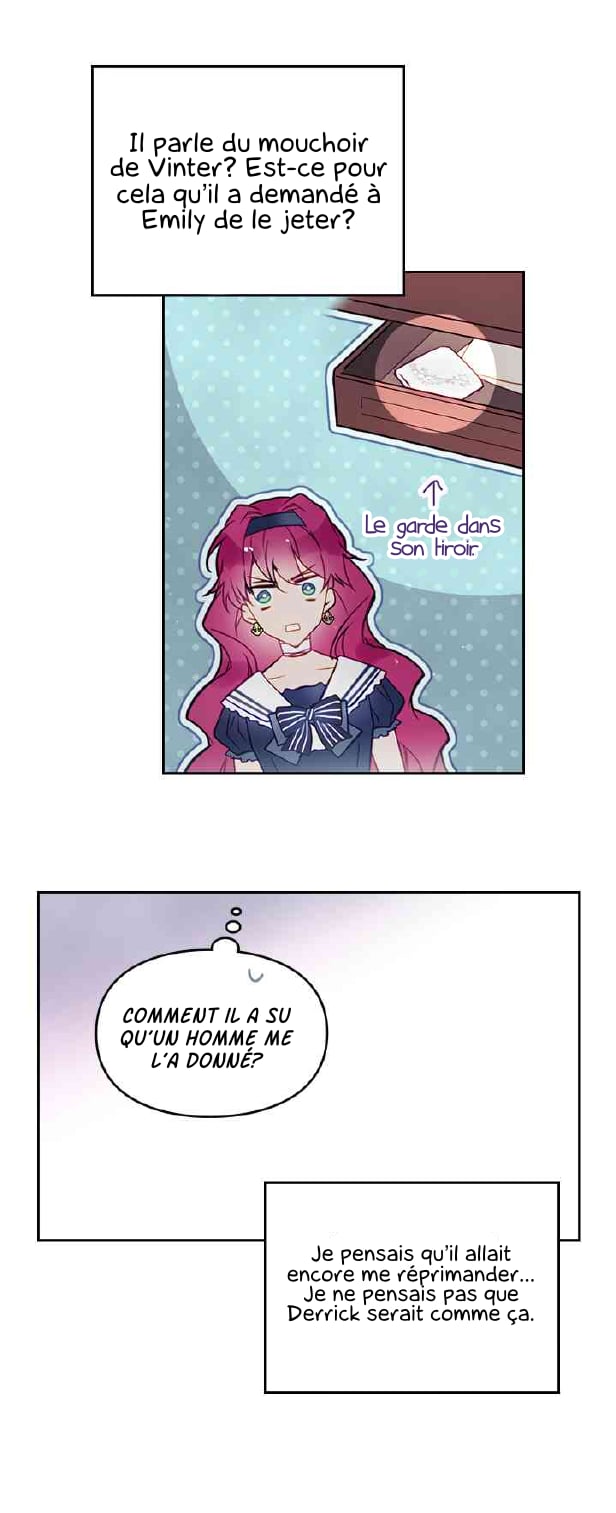 Il parle du mouchoir
de Vinter? Est-ce pour
cela qu'il a demandé à
Emily de le jeter?
Le garde dans
son tiroir.
COMMENT IL A SU
QU'UN HOMME ME
L'A DONNÉ?
Je pensais qu'il allait
encore me réprimander...
Je ne pensais pas que
Derrick serait comme ça.